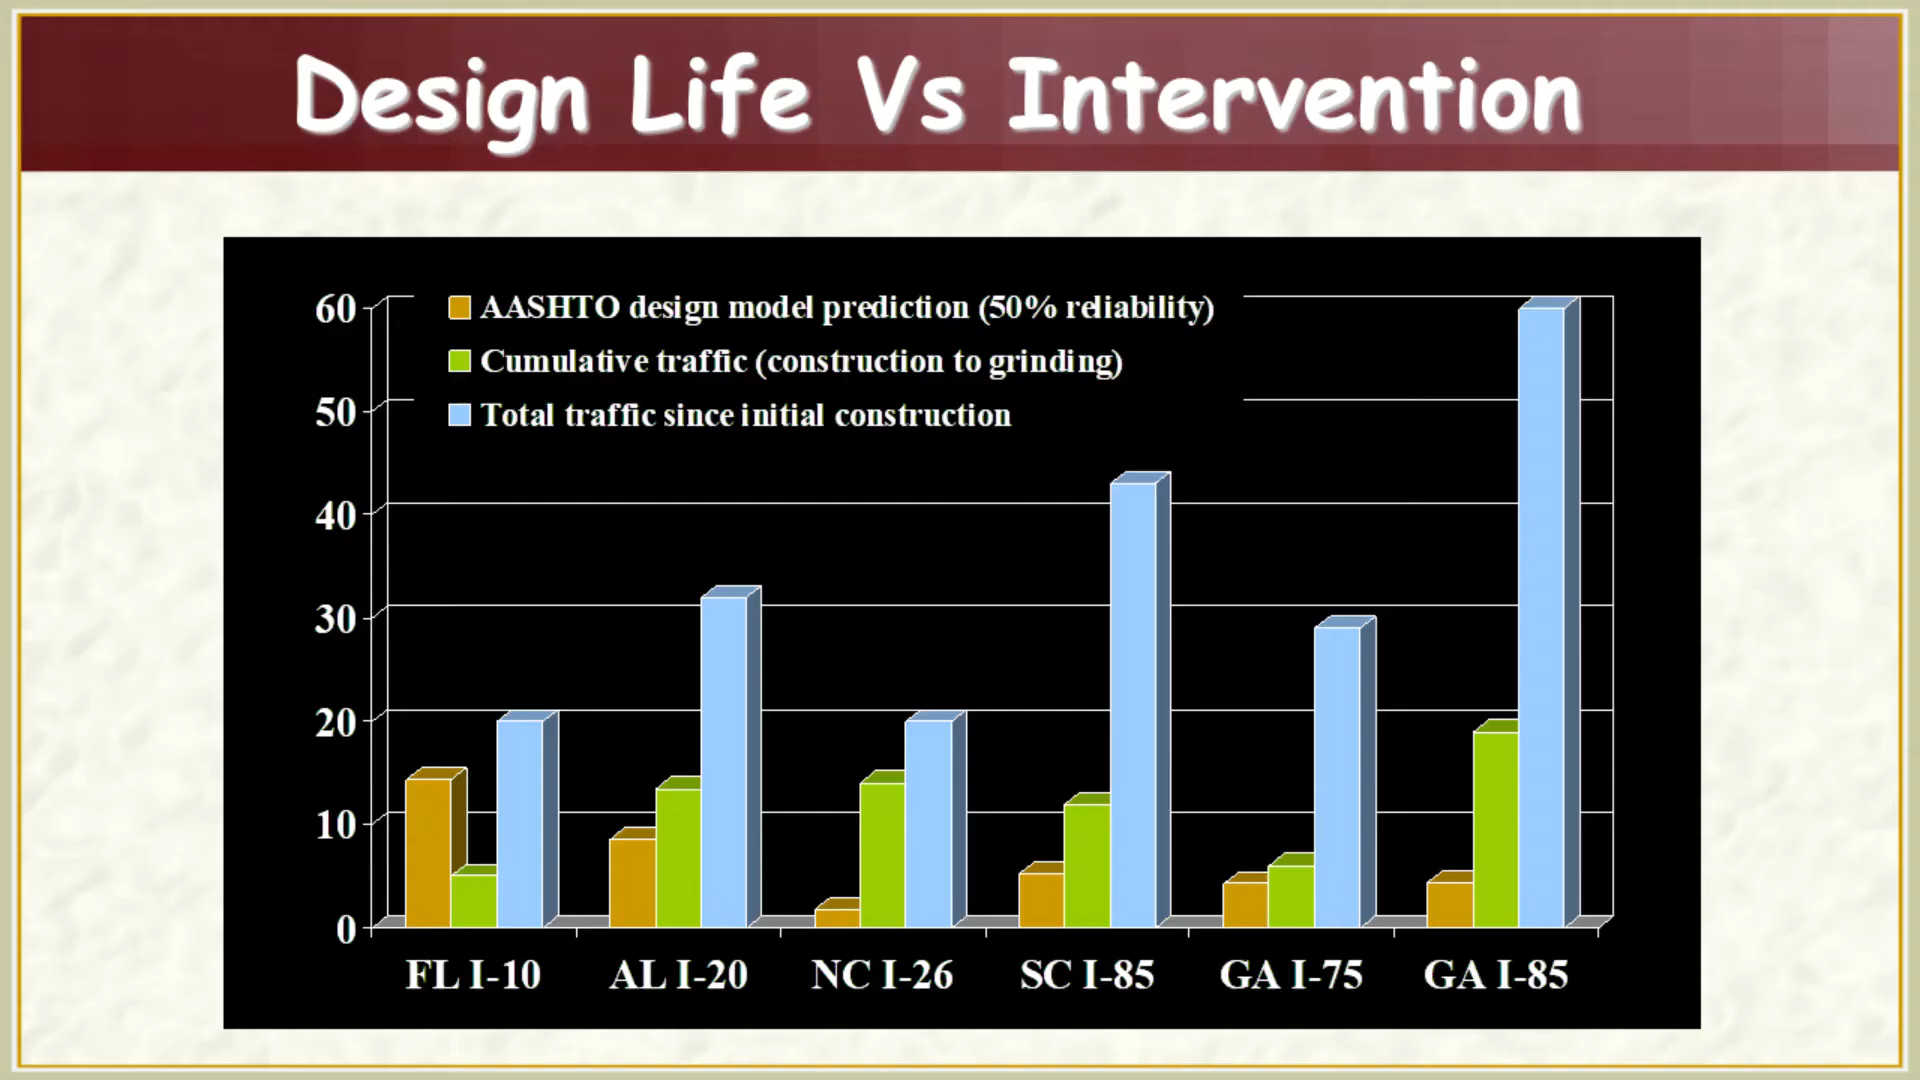 Design Life Vs Intervention
60
AASHTO design model prediction (50% reliability)
Cumulative traffic (construction to grinding)
50
Total traffic since initial construction
40
30
20
10
0
FL I-10 AL I-20 NC I-26 SC I-85 GA I-75 GA I-85